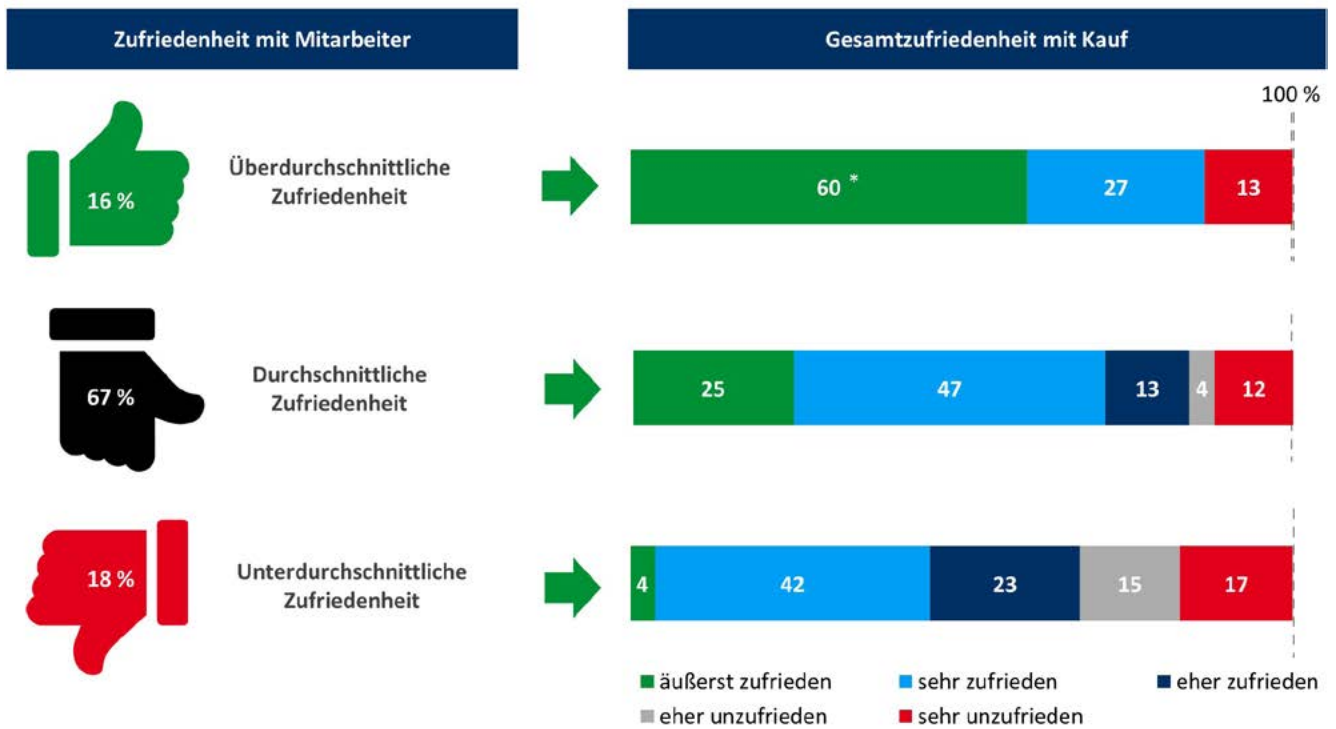 Zufriedenheit mit Mitarbeiter
Gesamtzufriedenheit mit Kauf
100 %
16 %
Überdurchschnittliche
Zufriedenheit
60 *
27
13
67 %
Durchschnittliche
Zufriedenheit
25
47
13
4
12
18 %
Unterdurchschnittliche
Zufriedenheit
4
42
23
15
17
äußerst zufrieden
sehr zufrieden
eher zufrieden
eher unzufrieden
sehr unzufrieden